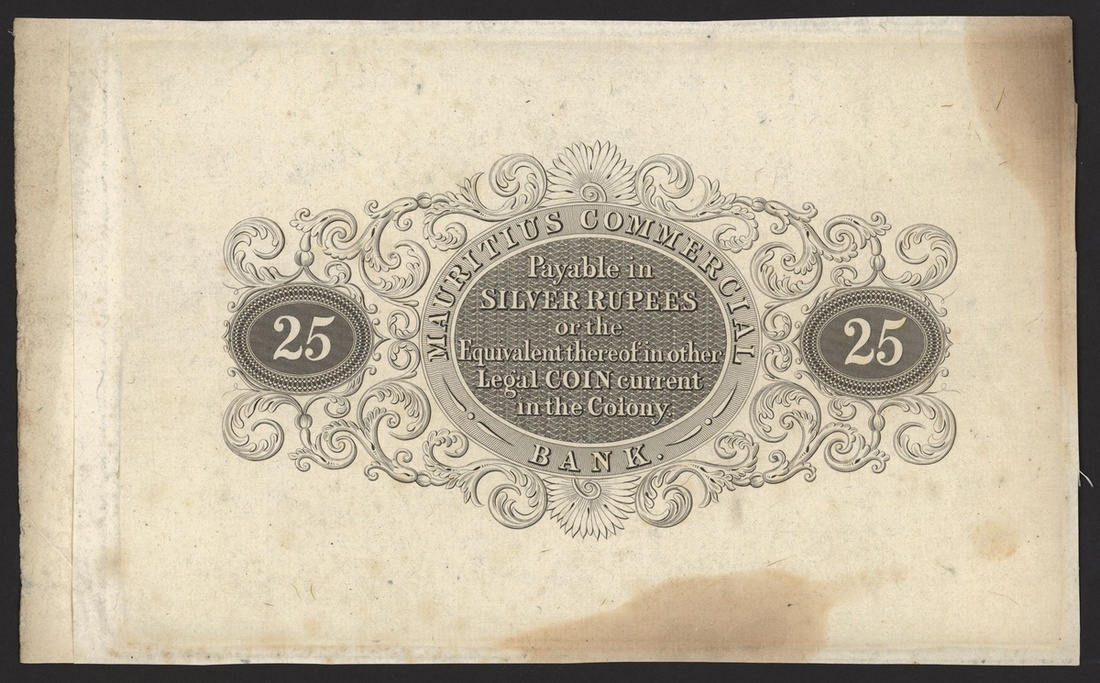 MAURITIUS COMMERCIAL
Payable in
SILVER RUPEES
or the
Equivalent thereof in other
Legal COIN current
in the Colony.
BANK.
25
25